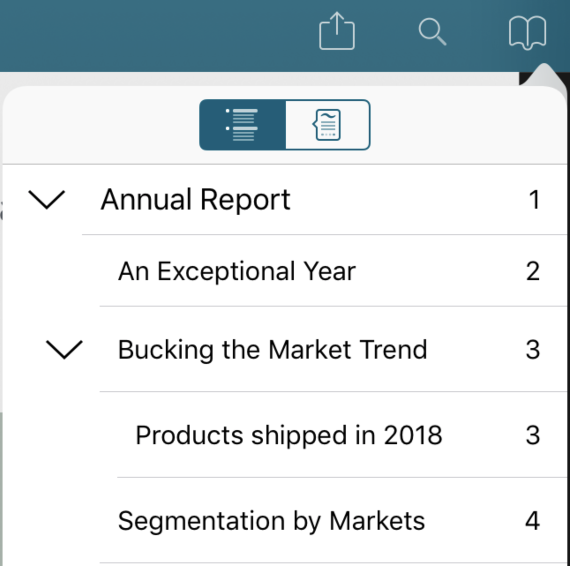 Annual Report 1
An Exceptional Year 2
Bucking the Market Trend 3
Products shipped in 2018 3
Segmentation by Markets 4